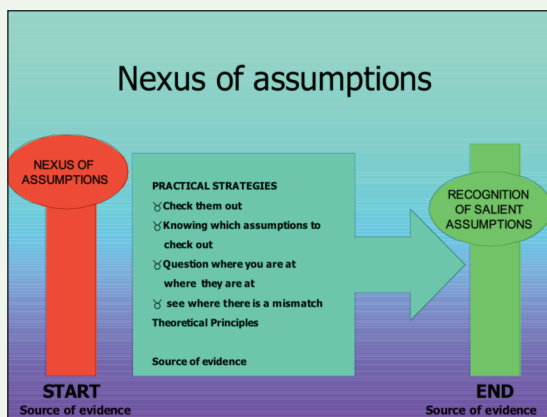 Nexus of assumptions
NEXUS OF
ASSUMPTIONS
PRACTICAL STRATEGIES
♉Check them out
♉Knowing which assumptions to
check out
♉Question where you are at
where they are at
♉ see where there is a mismatch
Theoretical Principles
Source of evidence
RECOGNITION
OF SALIENT
ASSUMPTIONS
START
Source of evidence
END
Source of evidence